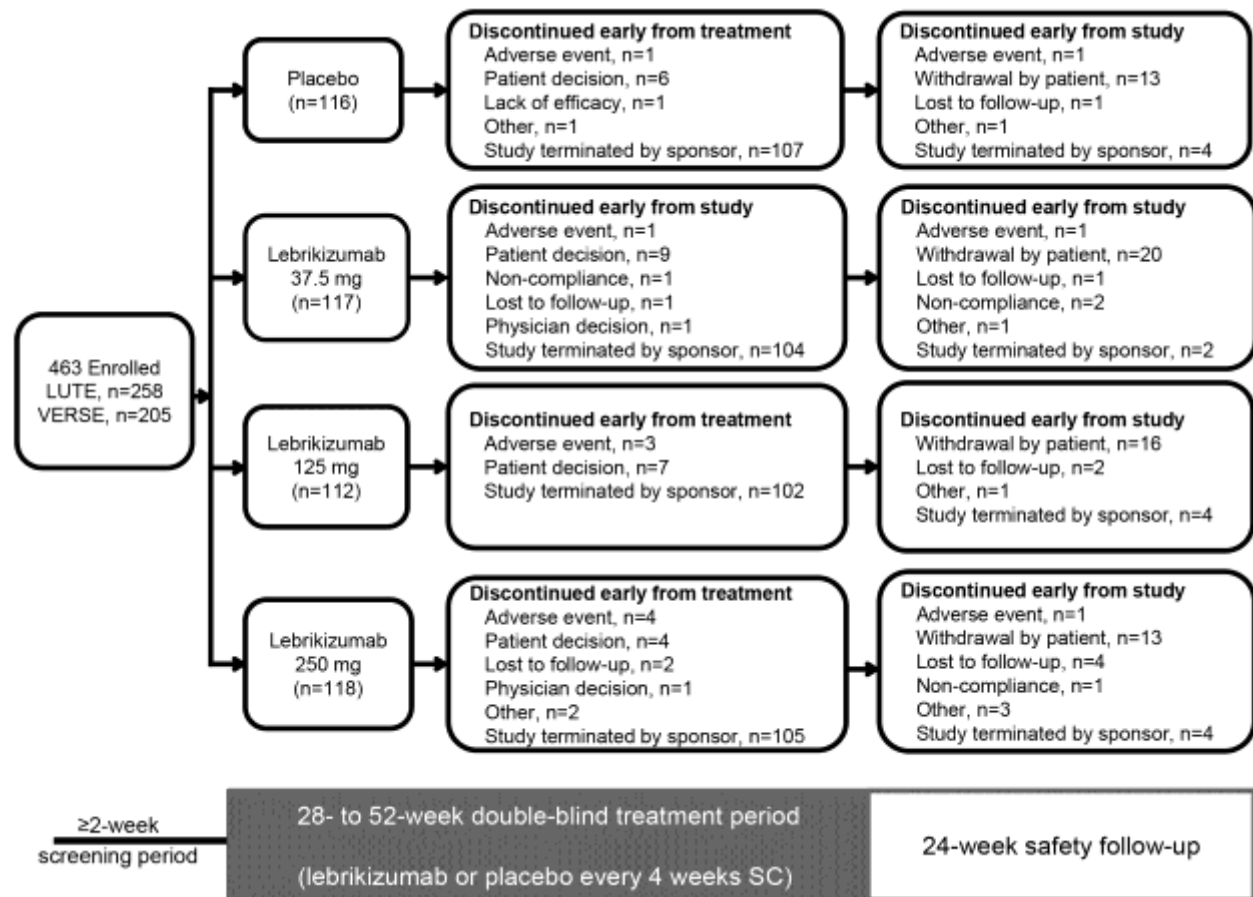 463 Enrolled
LUTE, n=258
VERSE, n=205
Placebo
(n=116)
Discontinued early from treatment
Adverse event, n=1
Patient decision, n=6
Lack of efficacy, n=1
Other, n=1
Study terminated by sponsor, n=107
Discontinued early from study
Adverse event, n=1
Withdrawal by patient, n=13
Lost to follow-up, n=1
Other, n=1
Study terminated by sponsor, n=4
Lebrikizumab
37.5 mg
(n=117)
Discontinued early from study
Adverse event, n=1
Patient decision, n=9
Non-compliance, n=1
Lost to follow-up, n=1
Physician decision, n=1
Study terminated by sponsor, n=104
Discontinued early from study
Adverse event, n=1
Withdrawal by patient, n=20
Lost to follow-up, n=1
Non-compliance, n=2
Other, n=1
Study terminated by sponsor, n=2
Lebrikizumab
125 mg
(n=112)
Discontinued early from treatment
Adverse event, n=3
Patient decision, n=7
Study terminated by sponsor, n=102
Discontinued early from study
Withdrawal by patient, n=16
Lost to follow-up, n=2
Other, n=1
Study terminated by sponsor, n=4
Lebrikizumab
250 mg
(n=118)
Discontinued early from treatment
Adverse event, n=4
Patient decision, n=4
Lost to follow-up, n=2
Physician decision, n=1
Other, n=2
Study terminated by sponsor, n=105
Discontinued early from study
Adverse event, n=1
Withdrawal by patient, n=13
Lost to follow-up, n=4
Non-compliance, n=1
Other, n=3
Study terminated by sponsor, n=4
≥2-week
screening period
28- to 52-week double-blind treatment period
(lebrikizumab or placebo every 4 weeks SC)
24-week safety follow-up